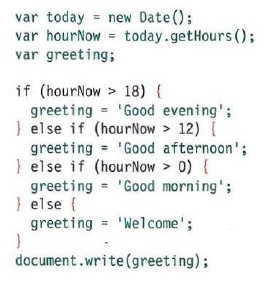 var today = new Date();
var hourNow = today.getHours();
var greeting;
if (hourNow > 18) {
greeting = 'Good evening';
} else if (hourNow > 12) {
greeting = 'Good afternoon';
} else if (hourNow > 0) {
greeting = 'Good morning';
} else {
greeting = 'Welcome';
}
document.write(greeting);